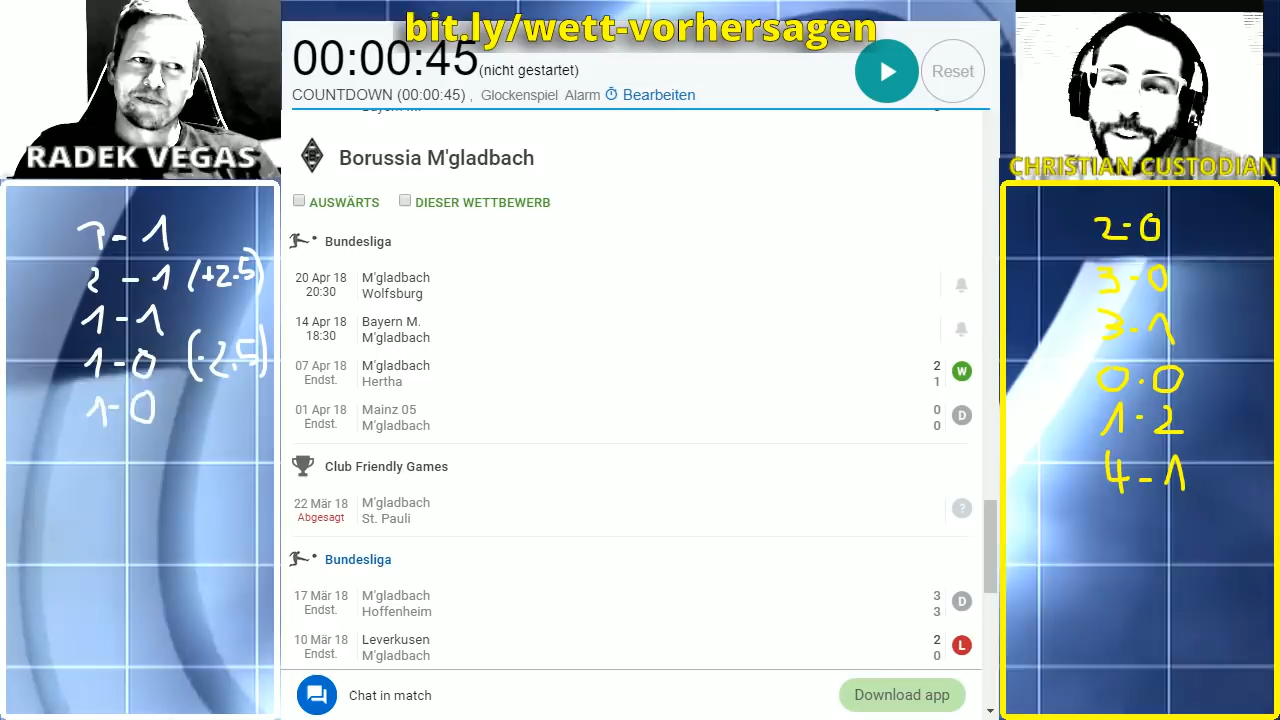 bit.ly/wett-vorhersagen
00:00:45 (nicht gestartet)
Reset
COUNTDOWN (00:00:45) , Glockenspiel Alarm Bearbeiten
RADEK VEGAS
CHRISTIAN CUSTODIAN
- 1
2 - 1 (+2.5)
1 - 1
1 - 0 (-2.5)
1 - 0
Borussia M'gladbach
AUSWÄRTS DIESER WETTBEWERB
Bundesliga
20 Apr 18 M'gladbach
20:30 Wolfsburg
14 Apr 18 Bayern M.
18:30 M'gladbach
07 Apr 18 M'gladbach 2
Endst. Hertha 1
W
01 Apr 18 Mainz 05 0
Endst. M'gladbach 0
D
Club Friendly Games
22 Mär 18 M'gladbach
Abgesagt St. Pauli
?
Bundesliga
17 Mär 18 M'gladbach 3
Endst. Hoffenheim 3
D
10 Mär 18 Leverkusen 2
Endst. M'gladbach 0
L
Chat in match
Download app
2-0
3-0
3-1
0-0
1-2
4-1